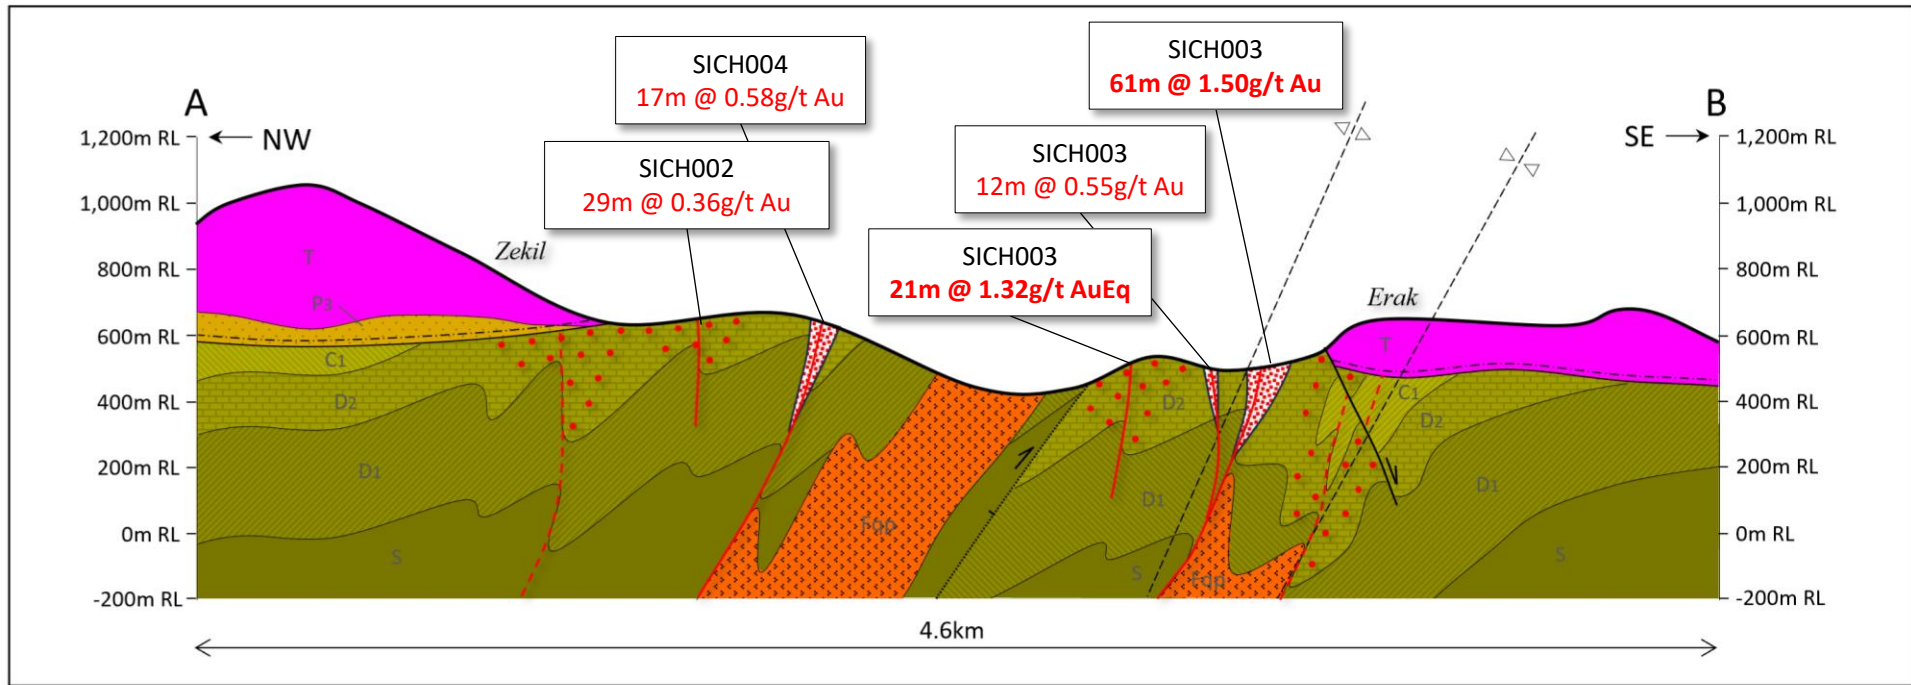 SICH004
17m @ 0.58g/t Au
SICH003
61m @ 1.50g/t Au
A
B
1,200m RL
NW
SE
1,200m RL
SICH002
29m @ 0.36g/t Au
SICH003
12m @ 0.55g/t Au
1,000m RL
1,000m RL
Zekil
SICH003
21m @ 1.32g/t AuEq
800m RL
T
800m RL
P3
Erak
600m RL
T
600m RL
C1
C1
400m RL
D2
D2
D2
400m RL
200m RL
D1
D1
D1
200m RL
0m RL
S
Fqp
S
Fqp
S
0m RL
-200m RL
-200m RL
4.6km